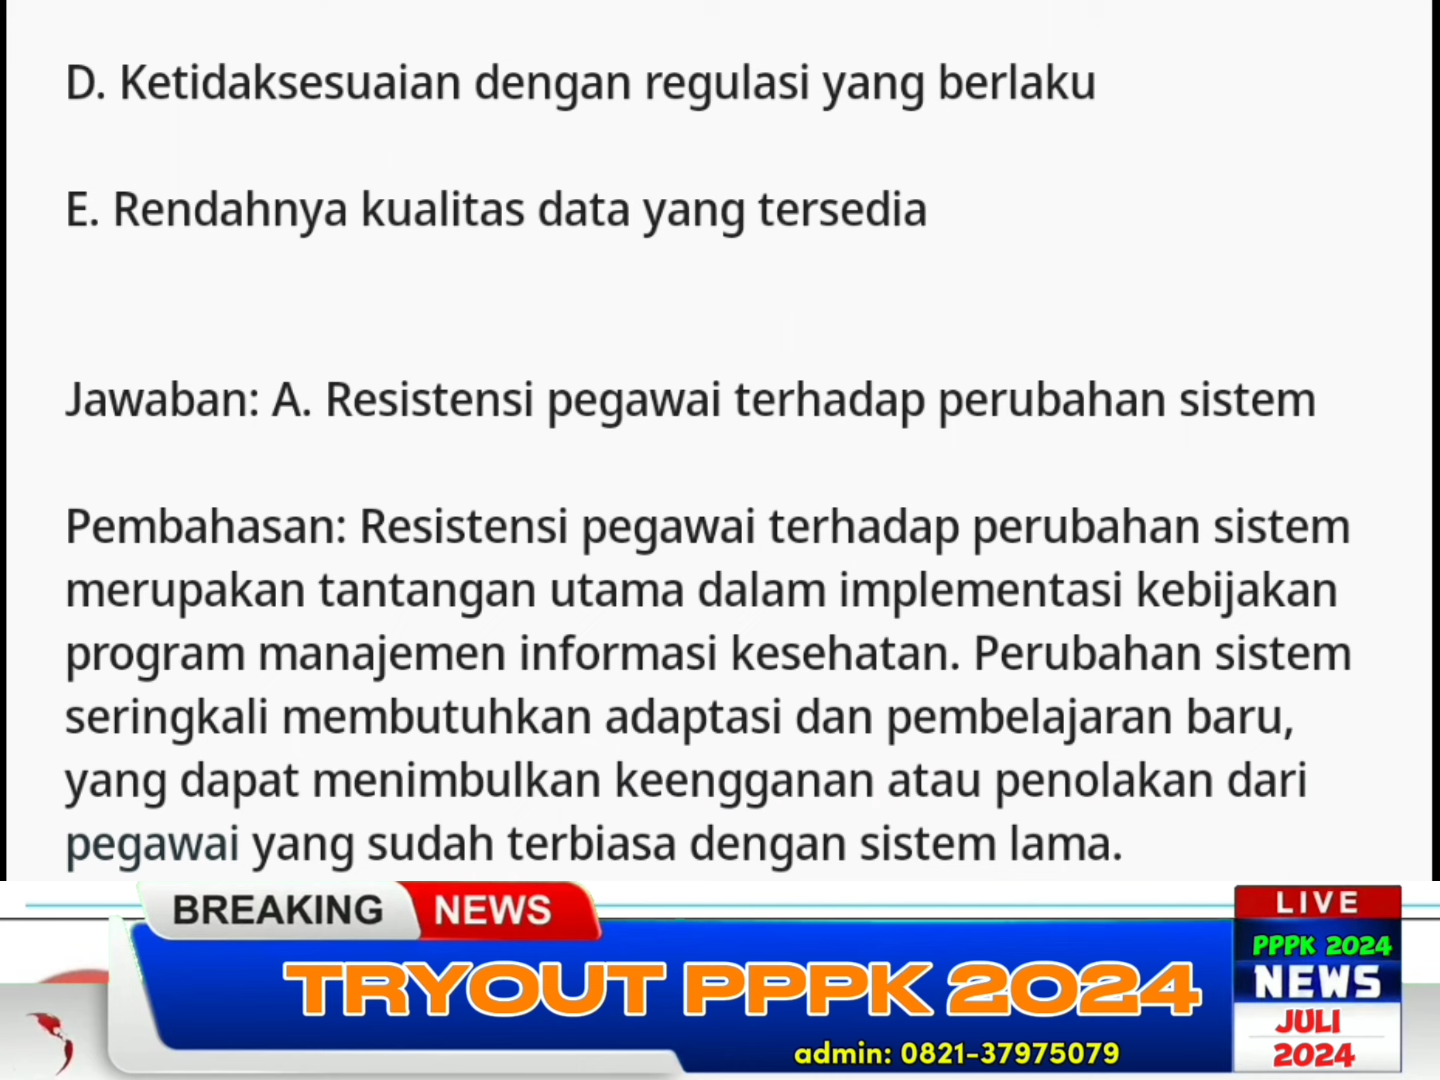 D. Ketidaksesuaian dengan regulasi yang berlaku
E. Rendahnya kualitas data yang tersedia
Jawaban: A. Resistensi pegawai terhadap perubahan sistem
Pembahasan: Resistensi pegawai terhadap perubahan sistem
merupakan tantangan utama dalam implementasi kebijakan
program manajemen informasi kesehatan. Perubahan sistem
seringkali membutuhkan adaptasi dan pembelajaran baru,
yang dapat menimbulkan keengganan atau penolakan dari
pegawai yang sudah terbiasa dengan sistem lama.
BREAKING NEWS
TRYOUT PPPK 2024
admin: 0821-37975079
LIVE
PPPK 2024
NEWS
JULI
2024